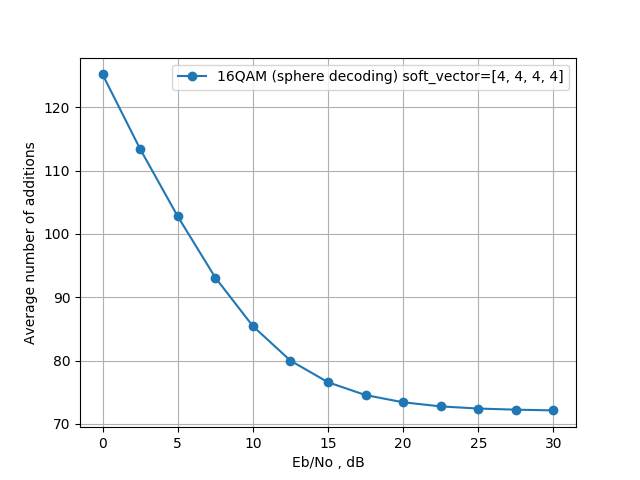 16QAM (sphere decoding) soft_vector=[4, 4, 4, 4]
120
110
100
90
80
70
Average number of additions
0 5 10 15 20 25 30
Eb/No , dB